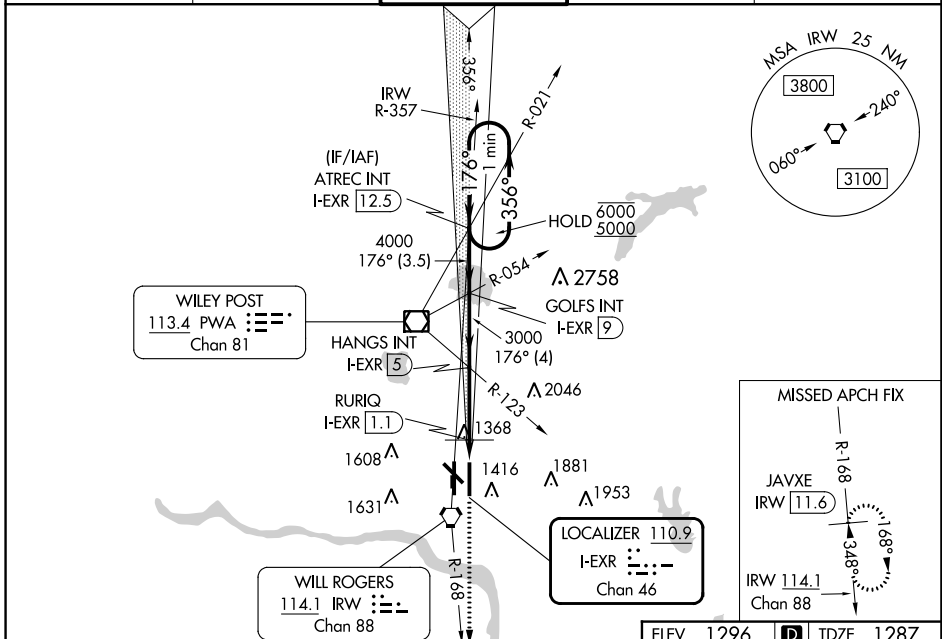 MSA IRW 25 NM
3800
240°
060°
3100
356°
IRW
R-357
R-021
1 min
176°
356°
(IF/IAF)
ATREC INT
I-EXR 12.5
HOLD 6000
5000
4000
176° (3.5)
R-054
2758
GOLFS INT
I-EXR 9
WILEY POST
113.4 PWA
Chan 81
3000
176° (4)
HANGS INT
I-EXR 5
R-123
2046
RURIQ
I-EXR 1.1
1368
1608
1416
1881
1631
1953
MISSED APCH FIX
R-168
JAVXE
IRW 11.6
168°
348°
IRW 114.1
Chan 88
LOCALIZER 110.9
I-EXR
Chan 46
WILL ROGERS
114.1 IRW
Chan 88
R-168
ELEV 1296 D TDZE 1287